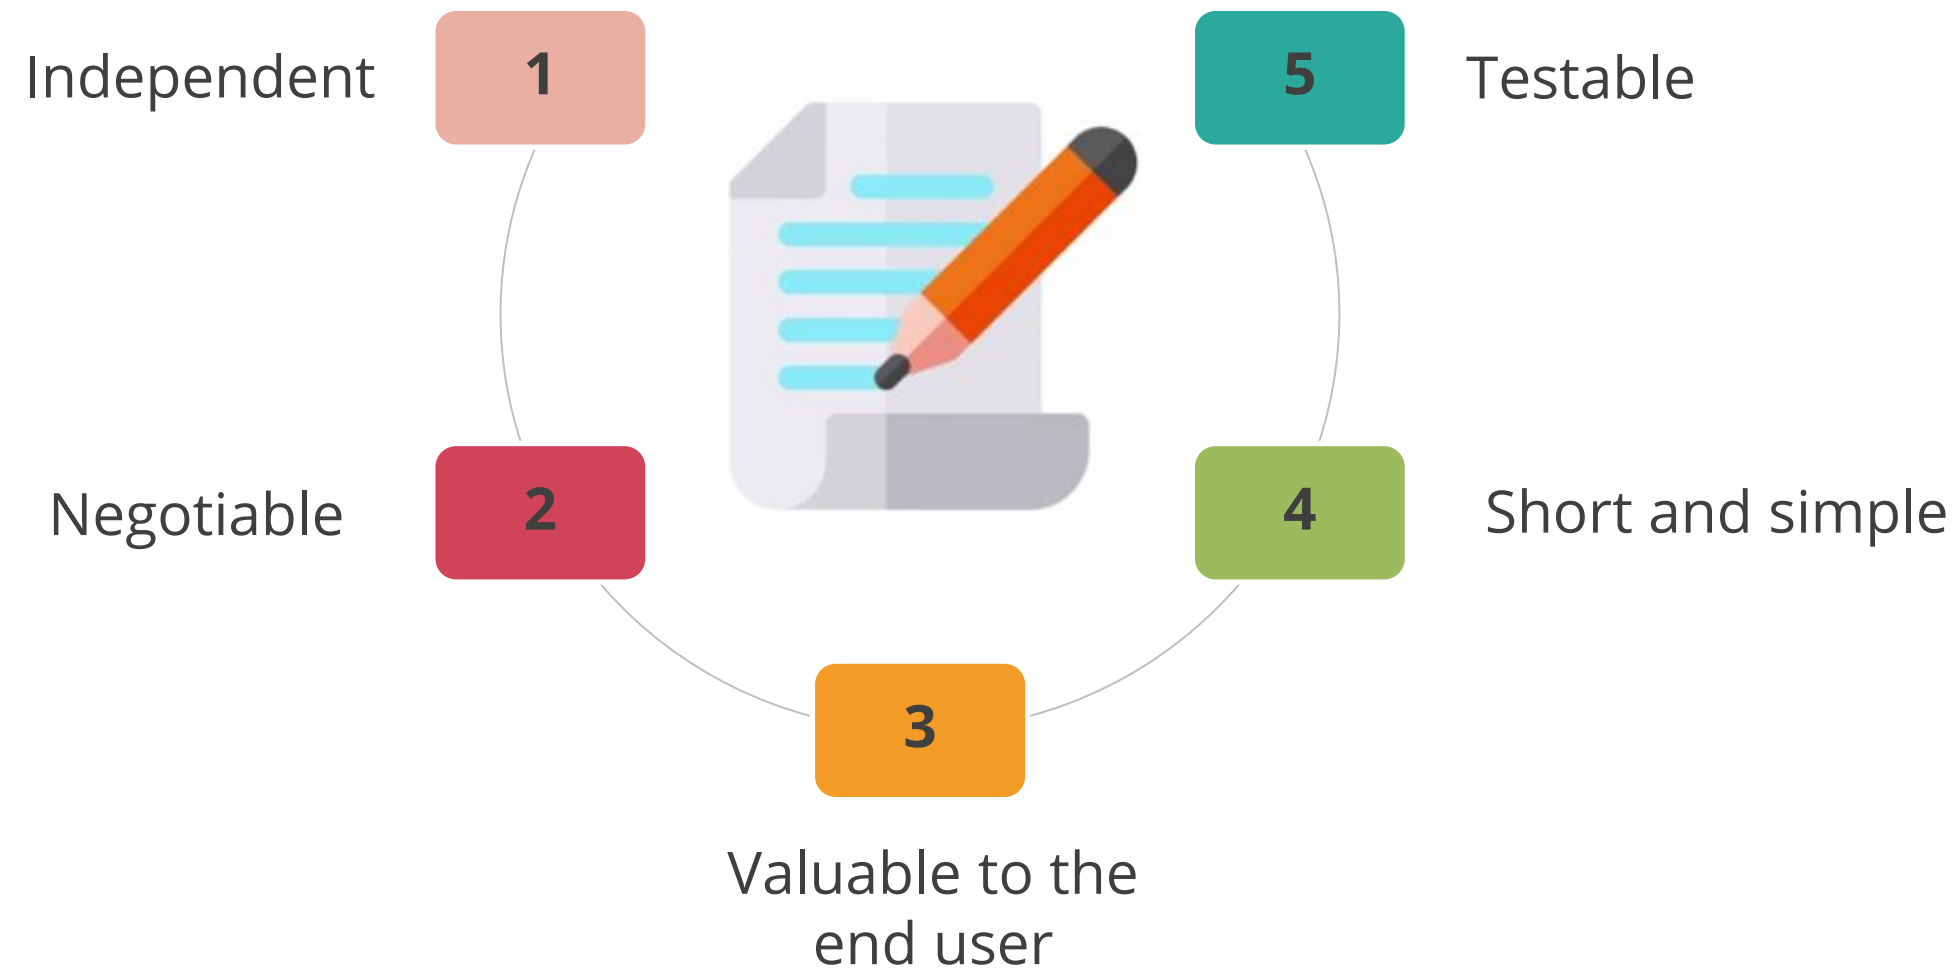 Independent
1
Negotiable
2
3
Valuable to the
end user
4
Short and simple
5
Testable